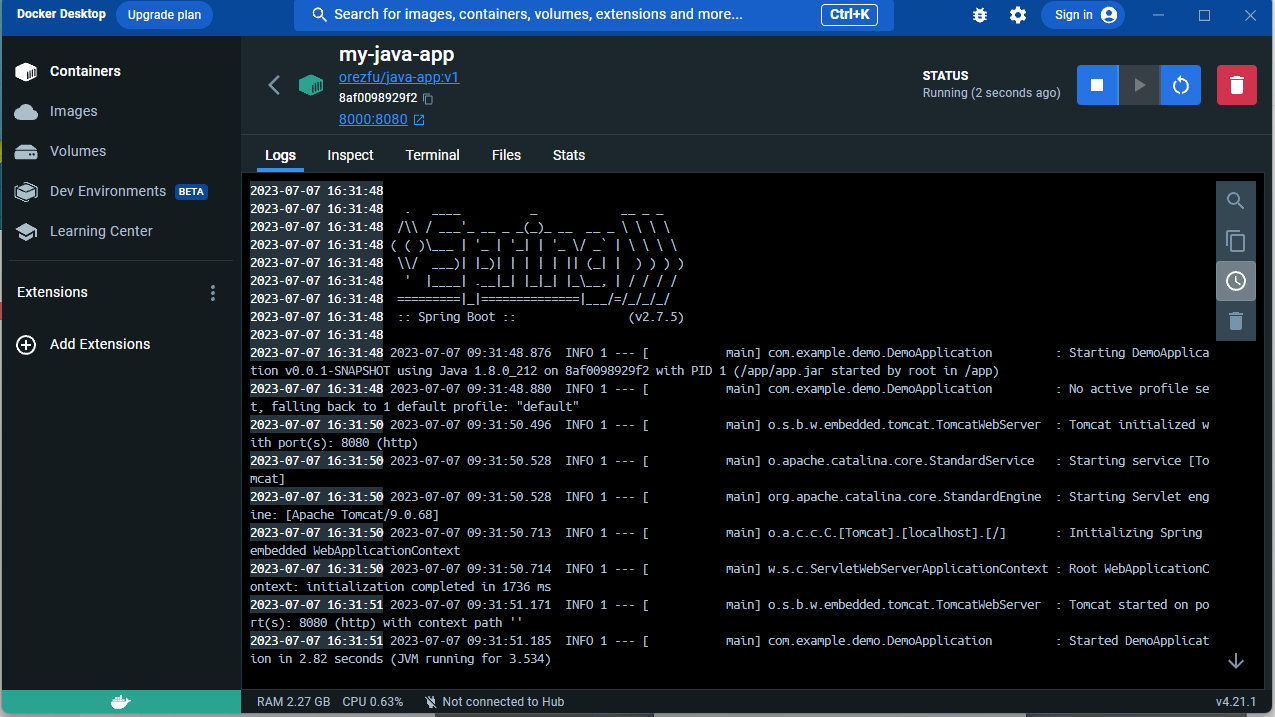 Docker Desktop Upgrade plan Search for images, containers, volumes, extensions and more... Ctrl+K Sign in
Containers
Images
Volumes
Dev Environments BETA
Learning Center
Extensions
Add Extensions
my-java-app
orezfu/java-app:v1
8af0098929f2
8000:8080
STATUS
Running (2 seconds ago)
Logs Inspect Terminal Files Stats
2023-07-07 16:31:48
2023-07-07 16:31:48   .   ____          _            __ _ _
2023-07-07 16:31:48  /\\ / ___'_ __ _ _(_)_ __  __ _ \ \ \ \
2023-07-07 16:31:48 ( ( )\___ | '_ | '_| | '_ \/ _` | \ \ \ \
2023-07-07 16:31:48  \\/  ___)| |_)| | | | | || (_| |  ) ) ) )
2023-07-07 16:31:48   '  |____| .__|_| |_|_| |_\__, | / / / /
2023-07-07 16:31:48  =========|_|==============|___/=/_/_/_/
2023-07-07 16:31:48  :: Spring Boot ::                (v2.7.5)
2023-07-07 16:31:48
2023-07-07 16:31:48 2023-07-07 09:31:48.876  INFO 1 --- [           main] com.example.demo.DemoApplication         : Starting DemoApplica
tion v0.0.1-SNAPSHOT using Java 1.8.0_212 on 8af0098929f2 with PID 1 (/app/app.jar started by root in /app)
2023-07-07 16:31:48 2023-07-07 09:31:48.880  INFO 1 --- [           main] com.example.demo.DemoApplication         : No active profile se
t, falling back to 1 default profile: "default"
2023-07-07 16:31:50 2023-07-07 09:31:50.496  INFO 1 --- [           main] o.s.b.w.embedded.tomcat.TomcatWebServer  : Tomcat initialized w
ith port(s): 8080 (http)
2023-07-07 16:31:50 2023-07-07 09:31:50.528  INFO 1 --- [           main] o.apache.catalina.core.StandardService   : Starting service [To
mcat]
2023-07-07 16:31:50 2023-07-07 09:31:50.528  INFO 1 --- [           main] org.apache.catalina.core.StandardEngine  : Starting Servlet eng
ine: [Apache Tomcat/9.0.68]
2023-07-07 16:31:50 2023-07-07 09:31:50.713  INFO 1 --- [           main] o.a.c.c.C.[Tomcat].[localhost].[/]       : Initializing Spring
embedded WebApplicationContext
2023-07-07 16:31:50 2023-07-07 09:31:50.714  INFO 1 --- [           main] w.s.c.ServletWebServerApplicationContext : Root WebApplicationC
ontext: initialization completed in 1736 ms
2023-07-07 16:31:51 2023-07-07 09:31:51.171  INFO 1 --- [           main] o.s.b.w.embedded.tomcat.TomcatWebServer  : Tomcat started on po
rt(s): 8080 (http) with context path ''
2023-07-07 16:31:51 2023-07-07 09:31:51.185  INFO 1 --- [           main] com.example.demo.DemoApplication         : Started DemoApplicat
ion in 2.82 seconds (JVM running for 3.534)
RAM 2.27 GB CPU 0.63% Not connected to Hub v4.21.1